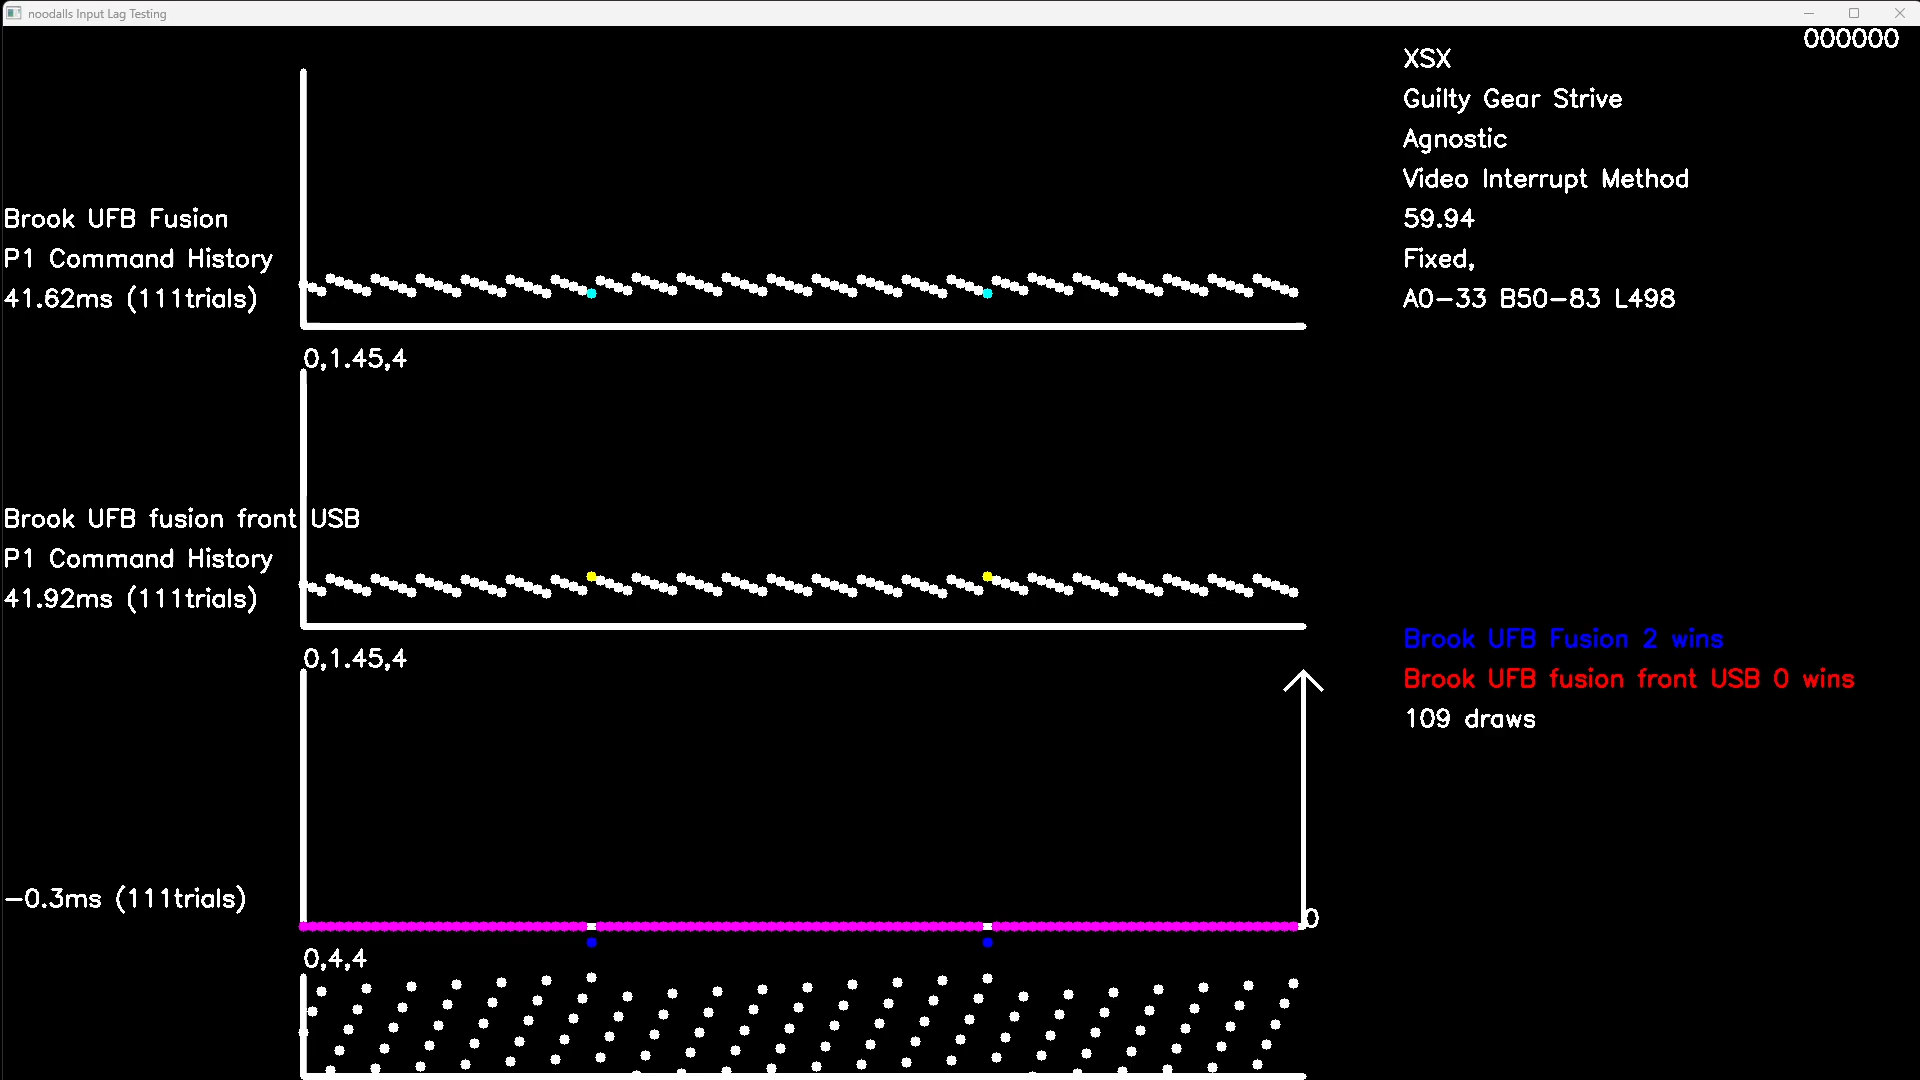 noodalls Input Lag Testing
000000
XSX
Guilty Gear Strive
Agnostic
Video Interrupt Method
59.94
Fixed,
A0-33 B50-83 L498
Brook UFB Fusion
P1 Command History
41.62ms (111trials)
0,1.45,4
Brook UFB fusion front USB
P1 Command History
41.92ms (111trials)
0,1.45,4
Brook UFB Fusion 2 wins
Brook UFB fusion front USB 0 wins
109 draws
-0.3ms (111trials)
0
0,4,4